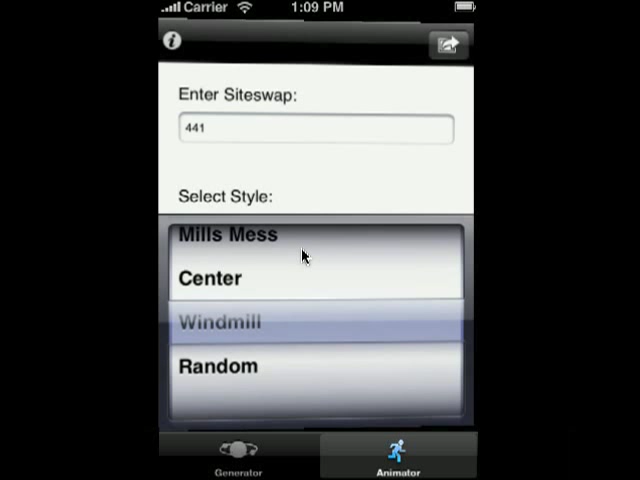 Carrier 1:09 PM
Enter Siteswap:
441
Select Style:
Mills Mess
Center
Windmill
Random
Generator Animator